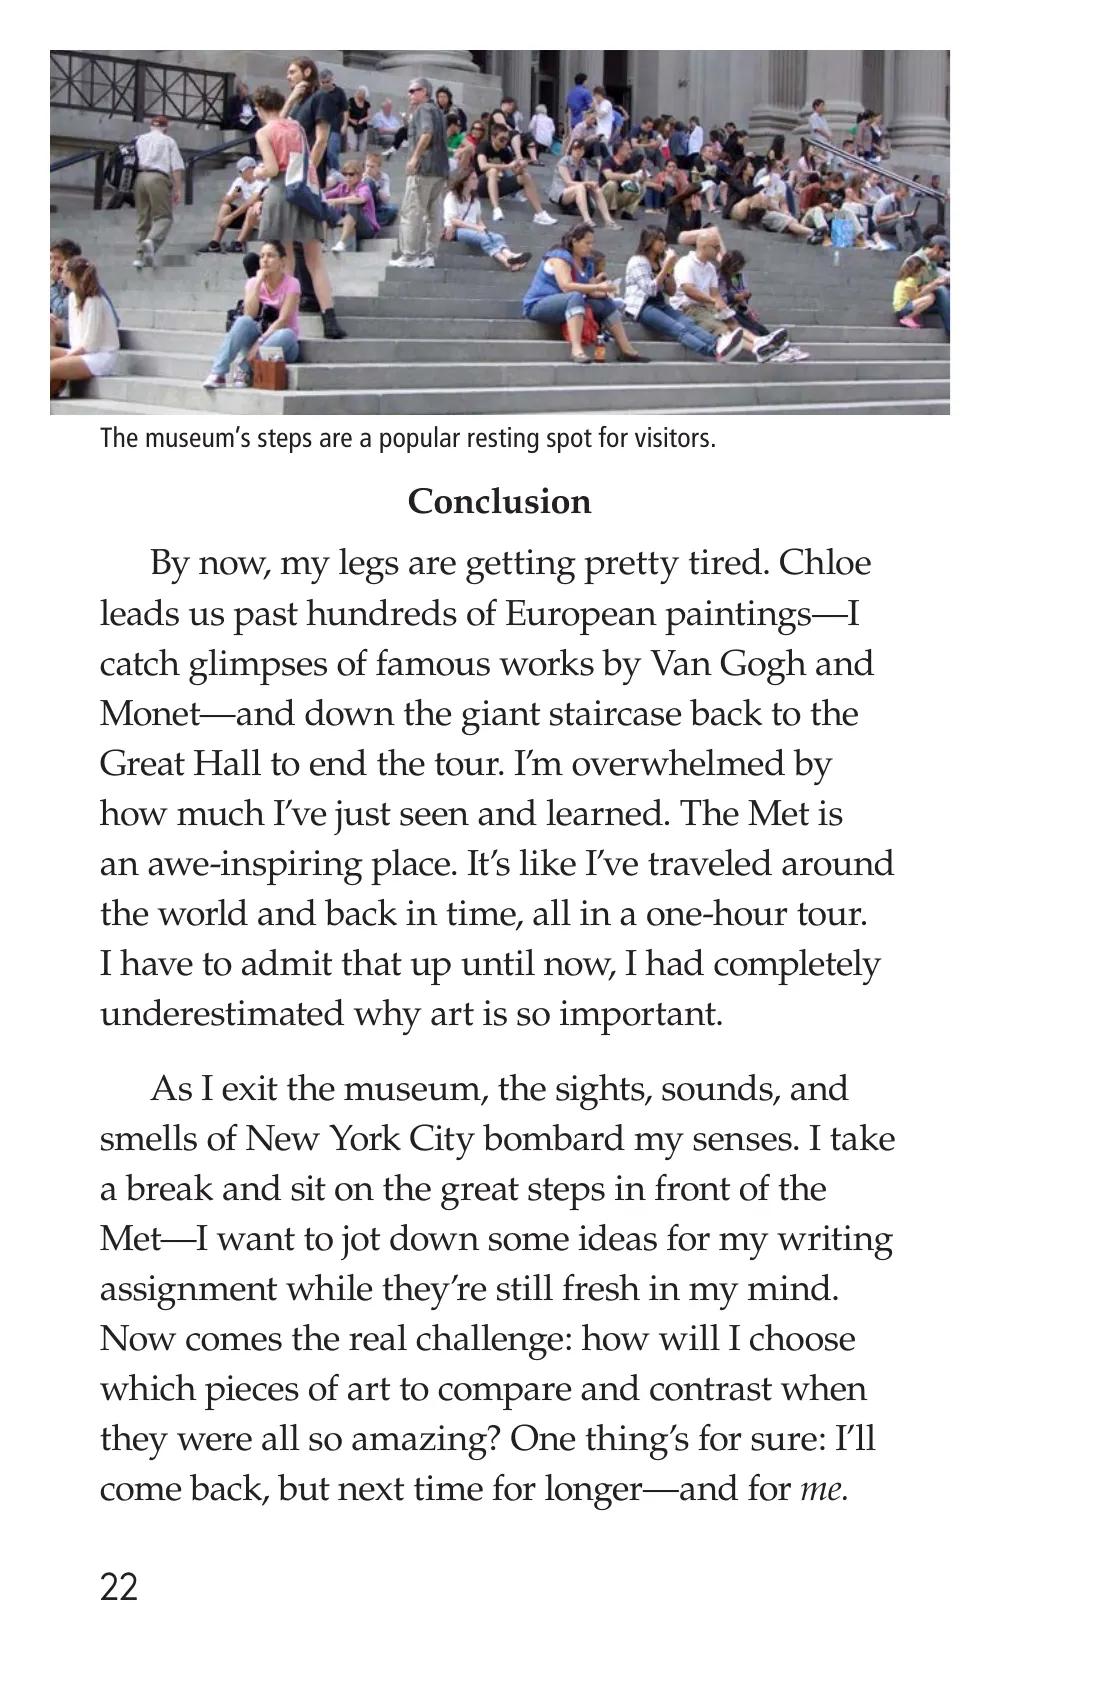 The museum's steps are a popular resting spot for visitors.
Conclusion
By now, my legs are getting pretty tired. Chloe
leads us past hundreds of European paintings—I
catch glimpses of famous works by Van Gogh and
Monet—and down the giant staircase back to the
Great Hall to end the tour. I'm overwhelmed by
how much I've just seen and learned. The Met is
an awe-inspiring place. It's like I've traveled around
the world and back in time, all in a one-hour tour.
I have to admit that up until now, I had completely
underestimated why art is so important.
As I exit the museum, the sights, sounds, and
smells of New York City bombard my senses. I take
a break and sit on the great steps in front of the
Met—I want to jot down some ideas for my writing
assignment while they're still fresh in my mind.
Now comes the real challenge: how will I choose
which pieces of art to compare and contrast when
they were all so amazing? One thing's for sure: I'll
come back, but next time for longer—and for me.
22